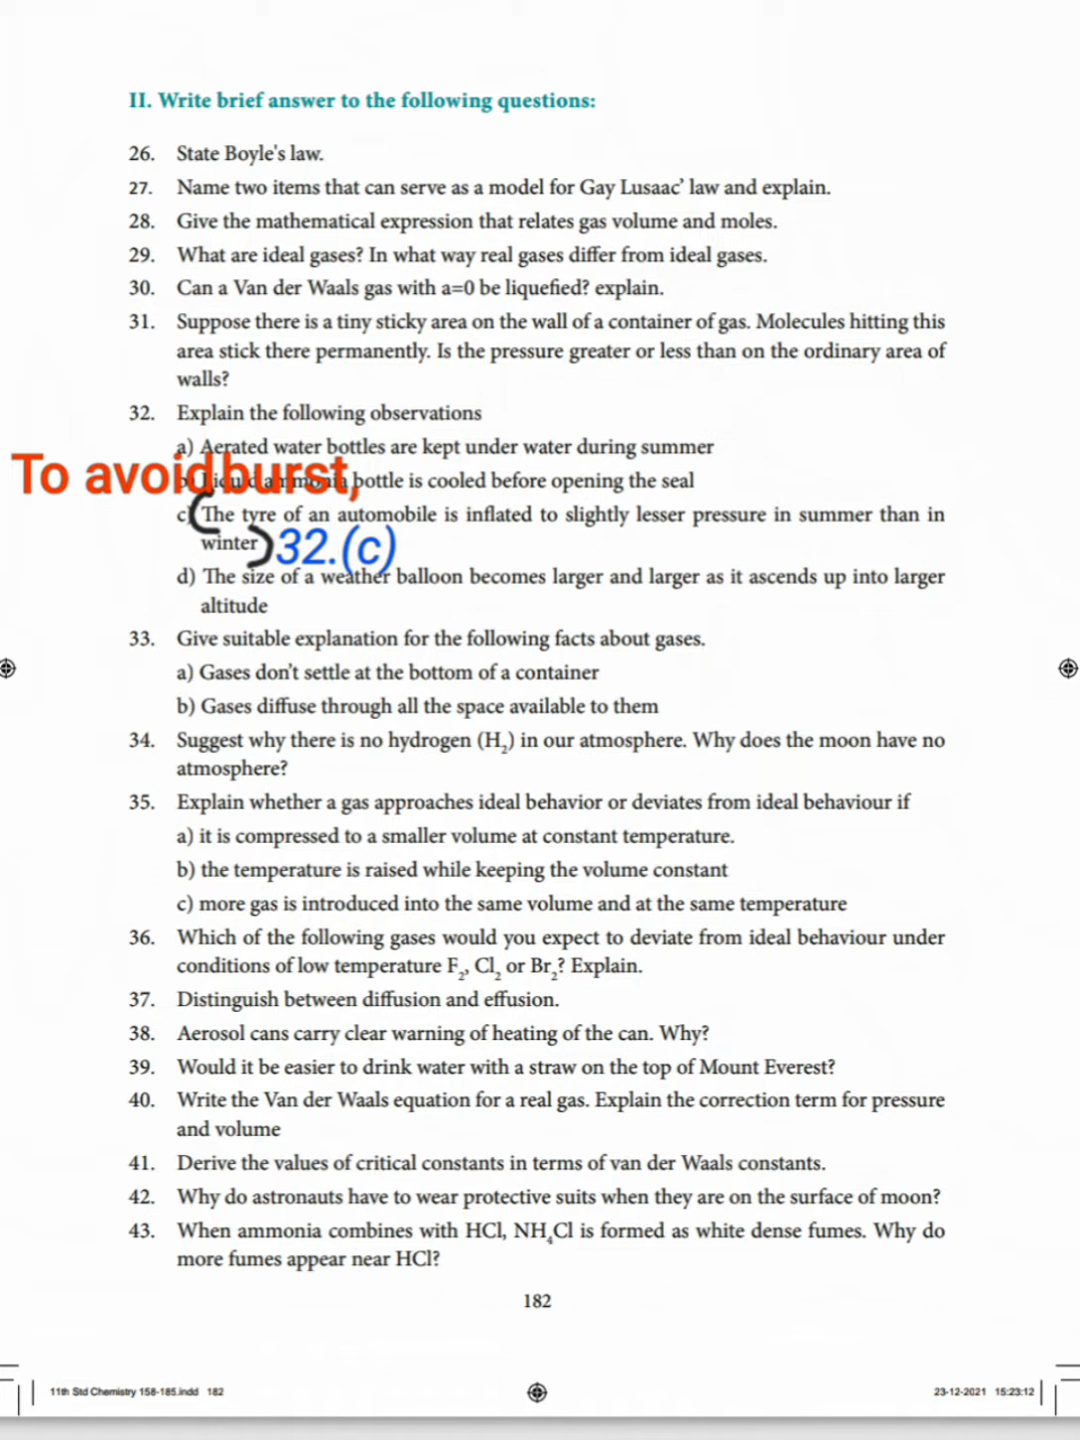 II. Write brief answer to the following questions:
26. State Boyle's law.
27. Name two items that can serve as a model for Gay Lusaac' law and explain.
28. Give the mathematical expression that relates gas volume and moles.
29. What are ideal gases? In what way real gases differ from ideal gases.
30. Can a Van der Waals gas with a=0 be liquefied? explain.
31. Suppose there is a tiny sticky area on the wall of a container of gas. Molecules hitting this
area stick there permanently. Is the pressure greater or less than on the ordinary area of
walls?
32. Explain the following observations
a) Aerated water bottles are kept under water during summer
To avoid burst,
b) Liquid ammonia bottle is cooled before opening the seal
c) The tyre of an automobile is inflated to slightly lesser pressure in summer than in
winter 32.(c)
d) The size of a weather balloon becomes larger and larger as it ascends up into larger
altitude
33. Give suitable explanation for the following facts about gases.
a) Gases don't settle at the bottom of a container
b) Gases diffuse through all the space available to them
34. Suggest why there is no hydrogen (H₂) in our atmosphere. Why does the moon have no
atmosphere?
35. Explain whether a gas approaches ideal behavior or deviates from ideal behaviour if
a) it is compressed to a smaller volume at constant temperature.
b) the temperature is raised while keeping the volume constant
c) more gas is introduced into the same volume and at the same temperature
36. Which of the following gases would you expect to deviate from ideal behaviour under
conditions of low temperature F₂, Cl₂ or Br₂? Explain.
37. Distinguish between diffusion and effusion.
38. Aerosol cans carry clear warning of heating of the can. Why?
39. Would it be easier to drink water with a straw on the top of Mount Everest?
40. Write the Van der Waals equation for a real gas. Explain the correction term for pressure
and volume
41. Derive the values of critical constants in terms of van der Waals constants.
42. Why do astronauts have to wear protective suits when they are on the surface of moon?
43. When ammonia combines with HCl, NH₄Cl is formed as white dense fumes. Why do
more fumes appear near HCl?
182
11th Std Chemistry 158-185.indd 182
23-12-2021 15:23:12